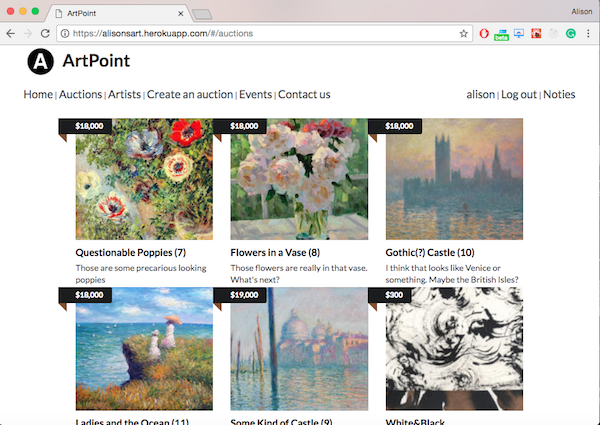 ArtPoint
Alison
https://alisonsart.herokuapp.com/#/auctions
beta
A ArtPoint
Home | Auctions | Artists | Create an auction | Events | Contact us
alison | Log out | Noties
$18,000
$18,000
$18,000
Questionable Poppies (7)
Those are some precarious looking
poppies
Flowers in a Vase (8)
Those flowers are really in that vase.
What's next?
Gothic(?) Castle (10)
I think that looks like Venice or
something. Maybe the British Isles?
$18,000
$19,000
$300
Ladies and the Ocean (11)
Some Kind of Castle (9)
White&Black